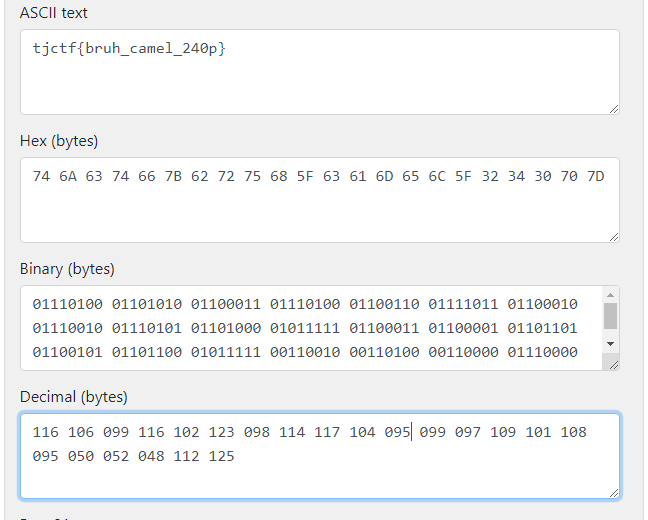 ASCII text
tjctf{bruh_camel_240p}
Hex (bytes)
74 6A 63 74 66 7B 62 72 75 68 5F 63 61 6D 65 6C 5F 32 34 30 70 7D
Binary (bytes)
01110100 01101010 01100011 01110100 01100110 01111011 01100010
01110010 01110101 01101000 01011111 01100011 01100001 01101101
01100101 01101100 01011111 00110010 00110100 00110000 01110000
Decimal (bytes)
116 106 099 116 102 123 098 114 117 104 095 099 097 109 101 108
095 050 052 048 112 125